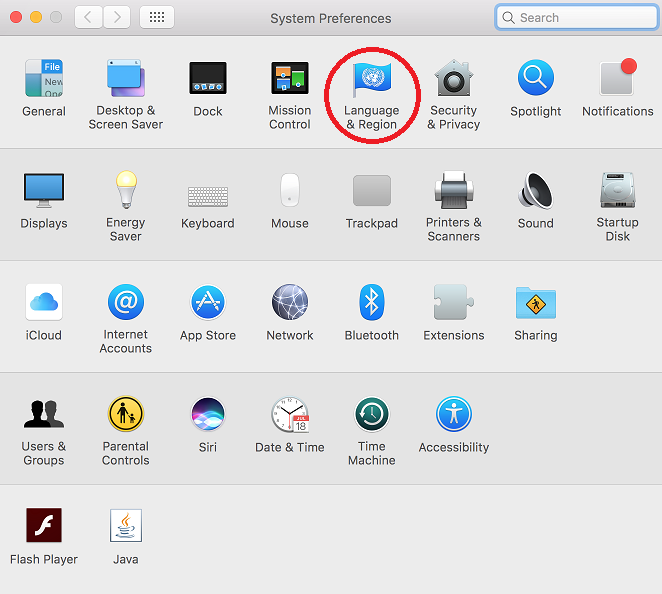 System Preferences
Search
File
New
Ope
General
Desktop &
Screen Saver
Dock
Mission
Control
Language
& Region
Security
& Privacy
Spotlight
Notifications
Displays
Energy
Saver
Keyboard
Mouse
Trackpad
Printers &
Scanners
Sound
Startup
Disk
iCloud
Internet
Accounts
App Store
Network
Bluetooth
Extensions
Sharing
JUL
18
Users &
Groups
Parental
Controls
Siri
Date & Time
Time
Machine
Accessibility
Flash Player
Java